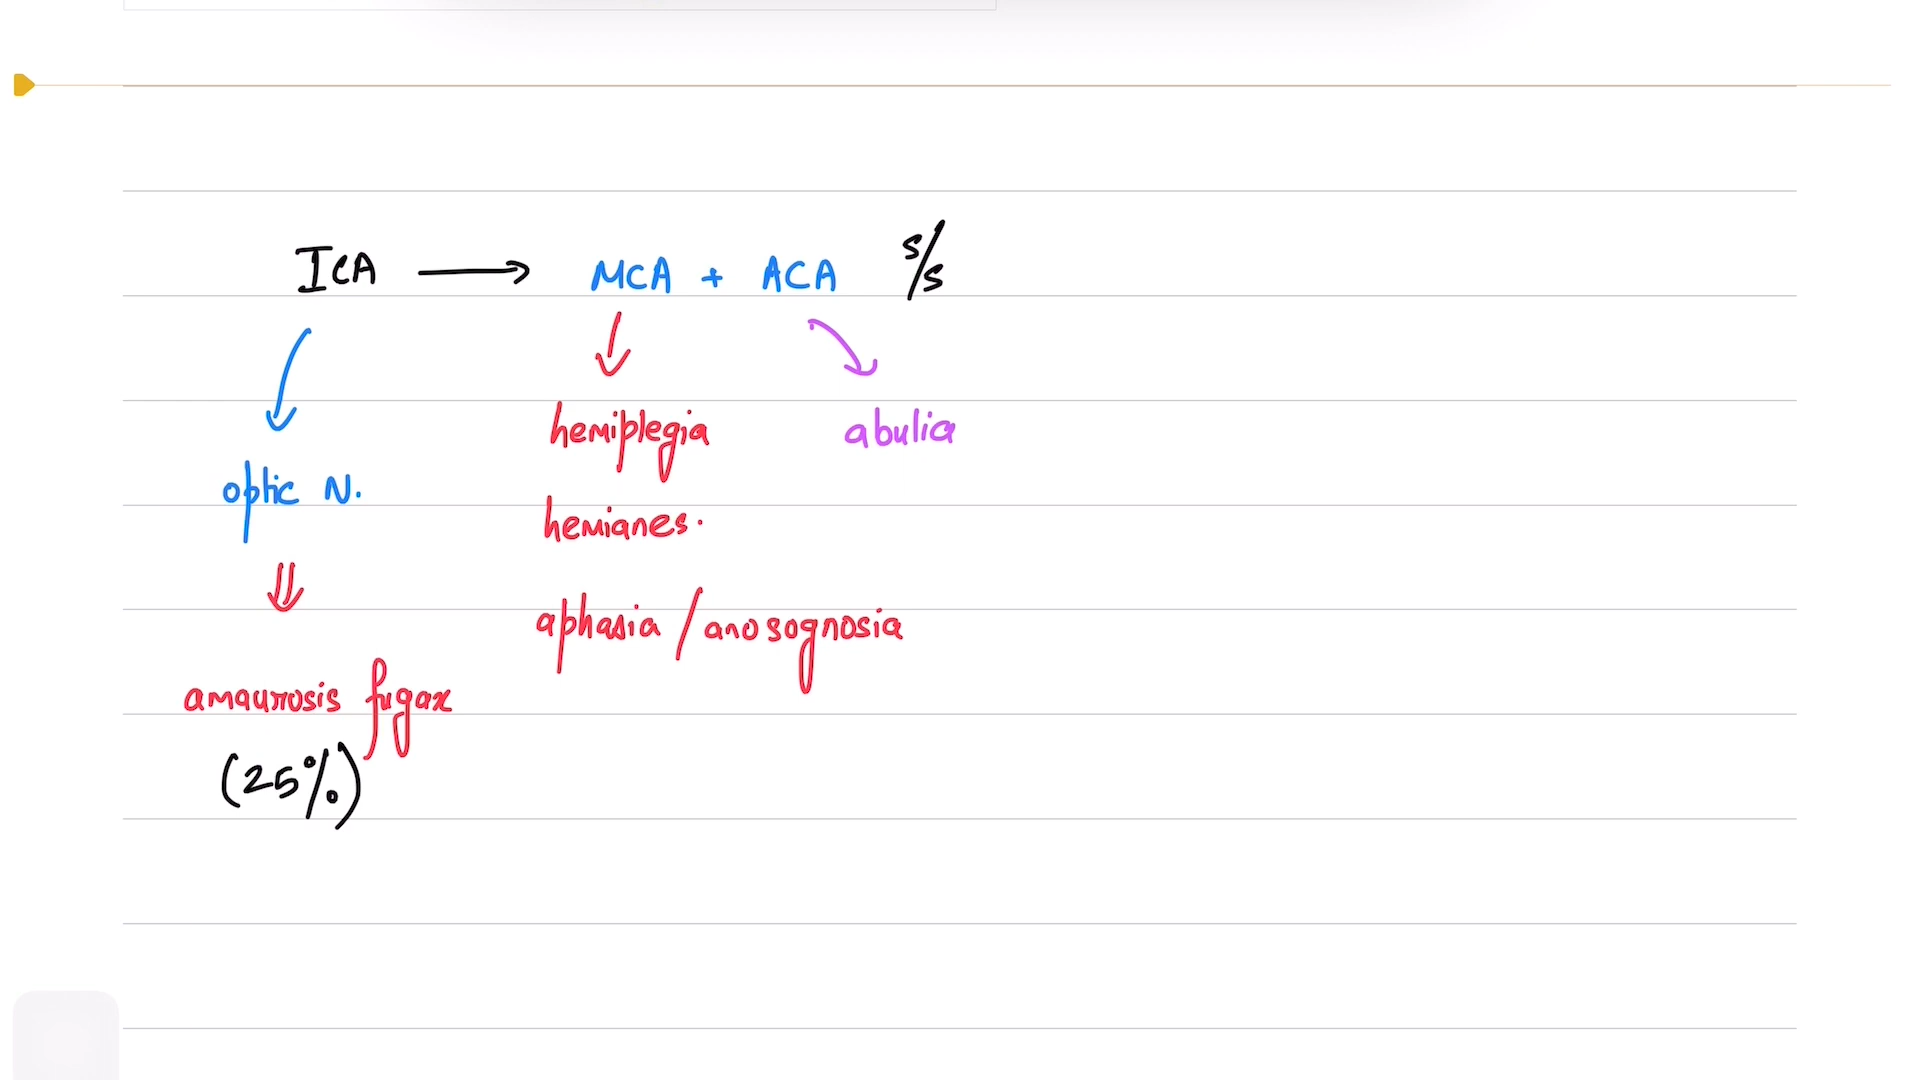 ICA → MCA + ACA s/s
optic N.
⇓
amaurosis fugax
(25%)
hemiplegia
hemianes.
aphasia / anosognosia
abulia